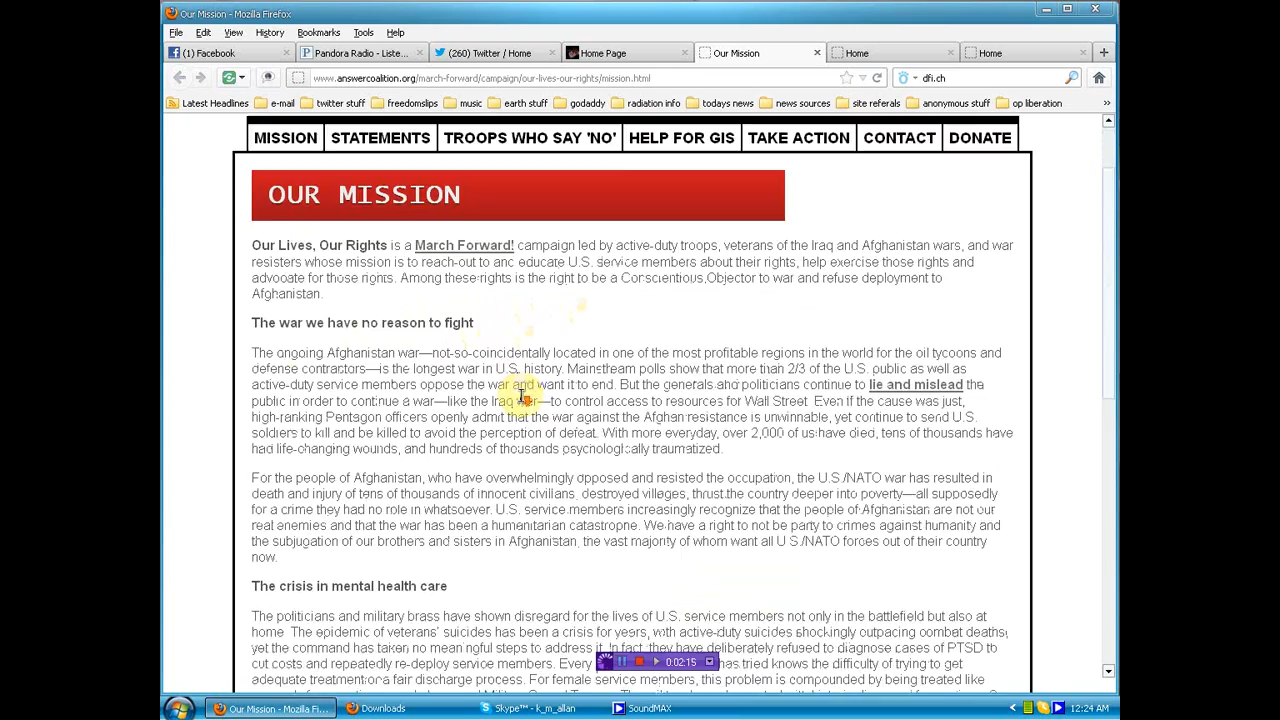 Our Mission - Mozilla Firefox
File Edit View History Bookmarks Tools Help
(1) Facebook Pandora Radio - Liste... (260) Twitter / Home Home Page Our Mission Home Home
www.answercoalition.org/march-forward/campaign/our-lives-our-rights/mission.html dfi.ch
Latest Headlines e-mail twitter stuff freedomslips music earth stuff godaddy radiation info todays news news sources site referals anonymous stuff op liberation »
MISSION STATEMENTS TROOPS WHO SAY 'NO' HELP FOR GIS TAKE ACTION CONTACT DONATE
OUR MISSION
Our Lives, Our Rights is a March Forward! campaign led by active-duty troops, veterans of the Iraq and Afghanistan wars, and war
resisters whose mission is to reach-out to and educate U.S. service members about their rights, help exercise those rights and
advocate for those rights. Among these rights is the right to be a Conscientious Objector to war and refuse deployment to
Afghanistan.
The war we have no reason to fight
The ongoing Afghanistan war—not-so-coincidentally located in one of the most profitable regions in the world for the oil tycoons and
defense contractors—is the longest war in U.S. history. Mainstream polls show that more than 2/3 of the U.S. public as well as
active-duty service members oppose the war and want it to end. But the generals and politicians continue to lie and mislead the
public in order to continue a war—like the Iraq war—to control access to resources for Wall Street. Even if the cause was just,
high-ranking Pentagon officers openly admit that the war against the Afghan resistance is unwinnable, yet continue to send U.S.
soldiers to kill and be killed to avoid the perception of defeat. With more everyday, over 2,000 of us have died, tens of thousands have
had life-changing wounds, and hundreds of thousands psychologically traumatized.
For the people of Afghanistan, who have overwhelmingly opposed and resisted the occupation, the U.S./NATO war has resulted in
death and injury of tens of thousands of innocent civilians, destroyed villages, thrust the country deeper into poverty—all supposedly
for a crime they had no role in whatsoever. U.S. service members increasingly recognize that the people of Afghanistan are not our
real enemies and that the war has been a humanitarian catastrophe. We have a right to not be party to crimes against humanity and
the subjugation of our brothers and sisters in Afghanistan, the vast majority of whom want all U.S./NATO forces out of their country
now.
The crisis in mental health care
The politicians and military brass have shown disregard for the lives of U.S. service members not only in the battlefield but also at
home. The epidemic of veterans' suicides has been a crisis for years, with active-duty suicides shockingly outpacing combat deaths,
yet the command has taken no meaningful steps to address it. In fact, they have deliberately refused to diagnose cases of PTSD to
cut costs and repeatedly re-deploy service members. Every has tried knows the difficulty of trying to get
adequate treatment or a fair discharge process. For female service members, this problem is compounded by being treated like
0:02:15
Our Mission - Mozilla Fi... Downloads Skype™ - k_m_allan SoundMAX 12:24 AM